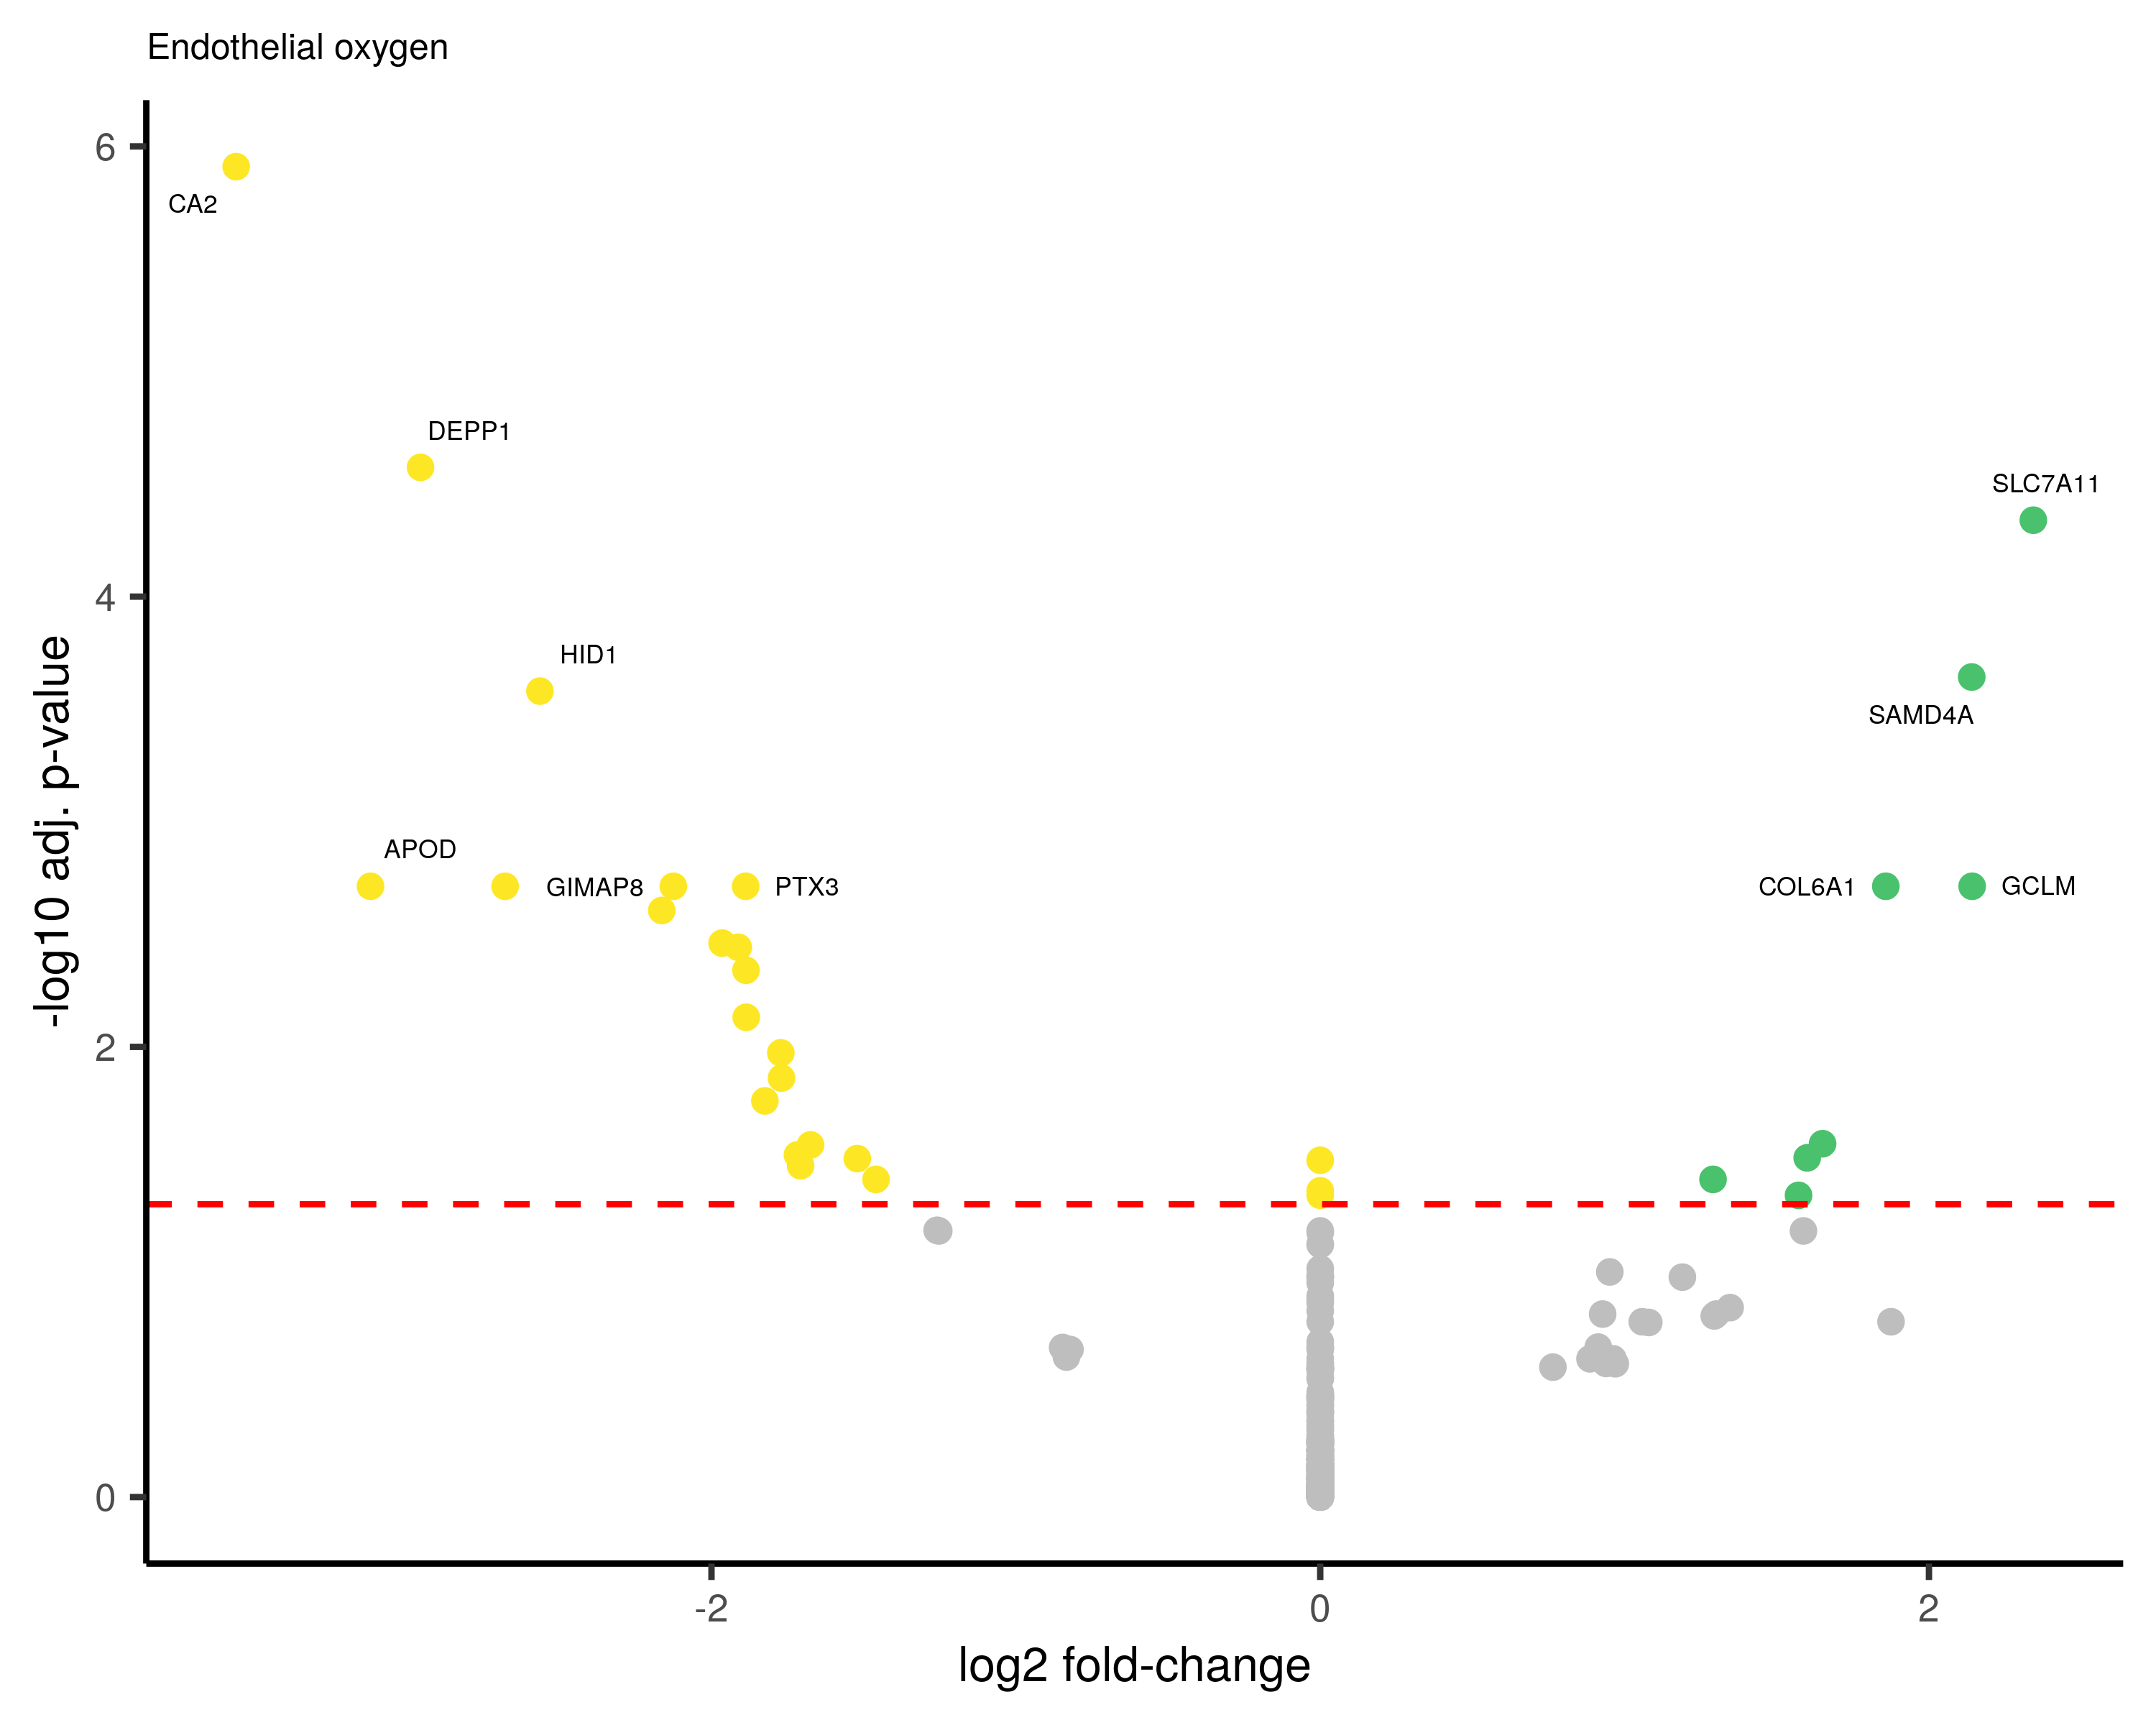 Endothelial oxygen
6
CA2
DEPP1
SLC7A11
4
HID1
SAMD4A
-log10 adj. p-value
APOD
GIMAP8
PTX3
COL6A1
GCLM
2
0
-2
0
2
log2 fold-change